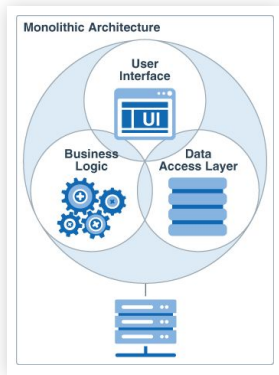 Monolithic Architecture
User
Interface
UI
Business
Logic
Data
Access Layer